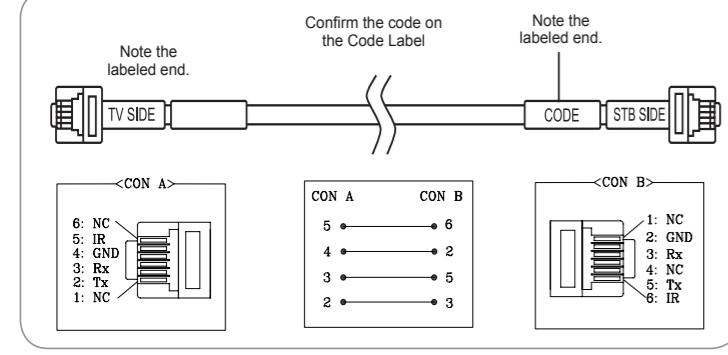 Note the
labeled end.
Confirm the code on
the Code Label
Note the
labeled end.
TV SIDE
CODE
STB SIDE
<CON A>
6: NC
5: IR
4: GND
3: Rx
2: Tx
1: NC
CON A CON B
5 6
4 2
3 5
2 3
<CON B>
1: NC
2: GND
3: Rx
4: NC
5: Tx
6: IR